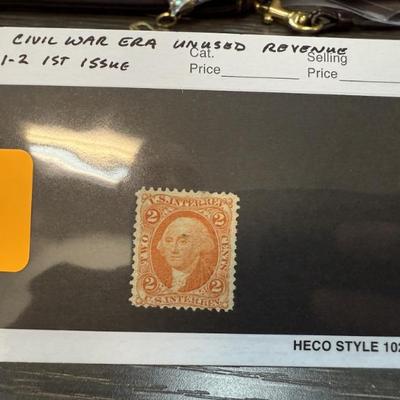 CIVIL WAR ERA UNUSED REVENUE
1-2 1ST ISSUE
Cat.
Price
Selling
Price
U.S. INTER REV.
2 2
TWO CENTS
2 2
U.S. INTER. REV.
HECO STYLE 102